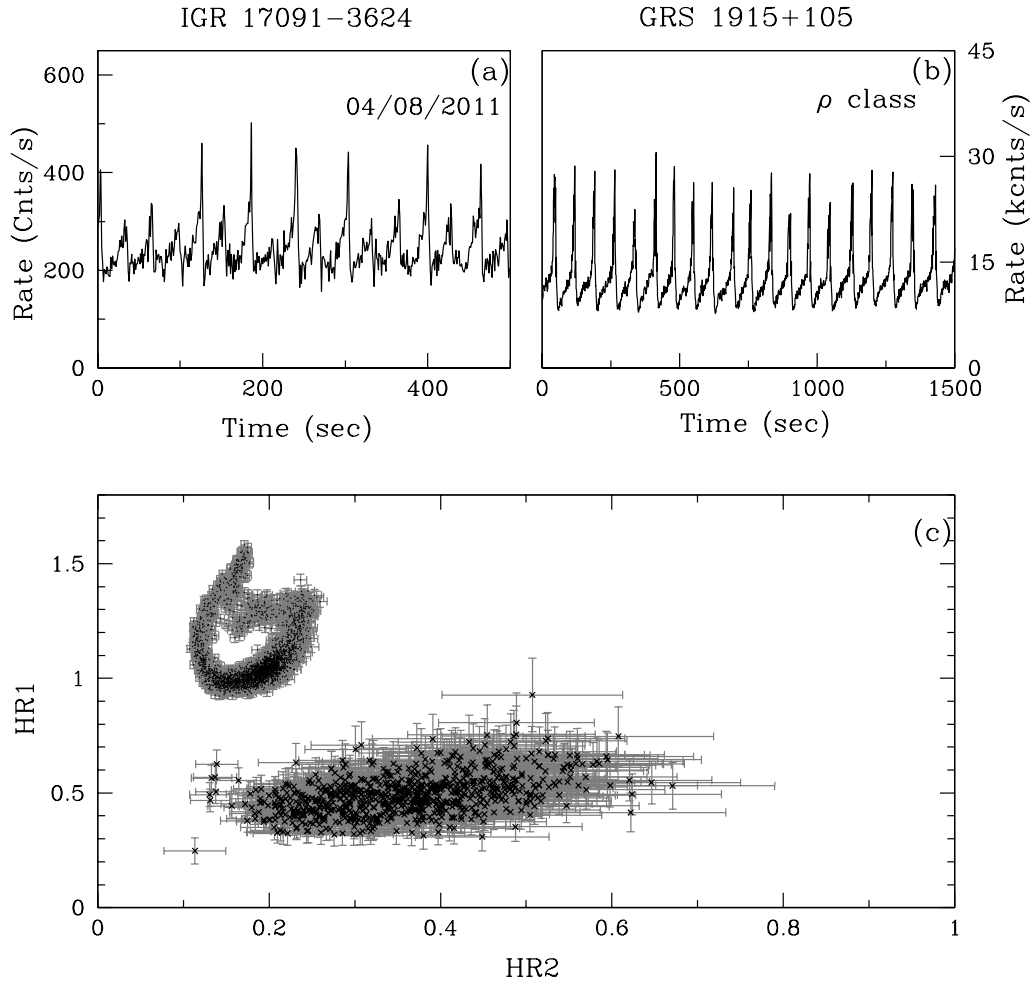 IGR 17091−3624
GRS 1915+105
(a)
04/08/2011
600
400
200
0
Rate (Cnts/s)
0 200 400
Time (sec)
(b)
ρ class
45
30
15
0
Rate (kcnts/s)
0 500 1000 1500
Time (sec)
(c)
1.5
1
0.5
0
HR1
0 0.2 0.4 0.6 0.8 1
HR2